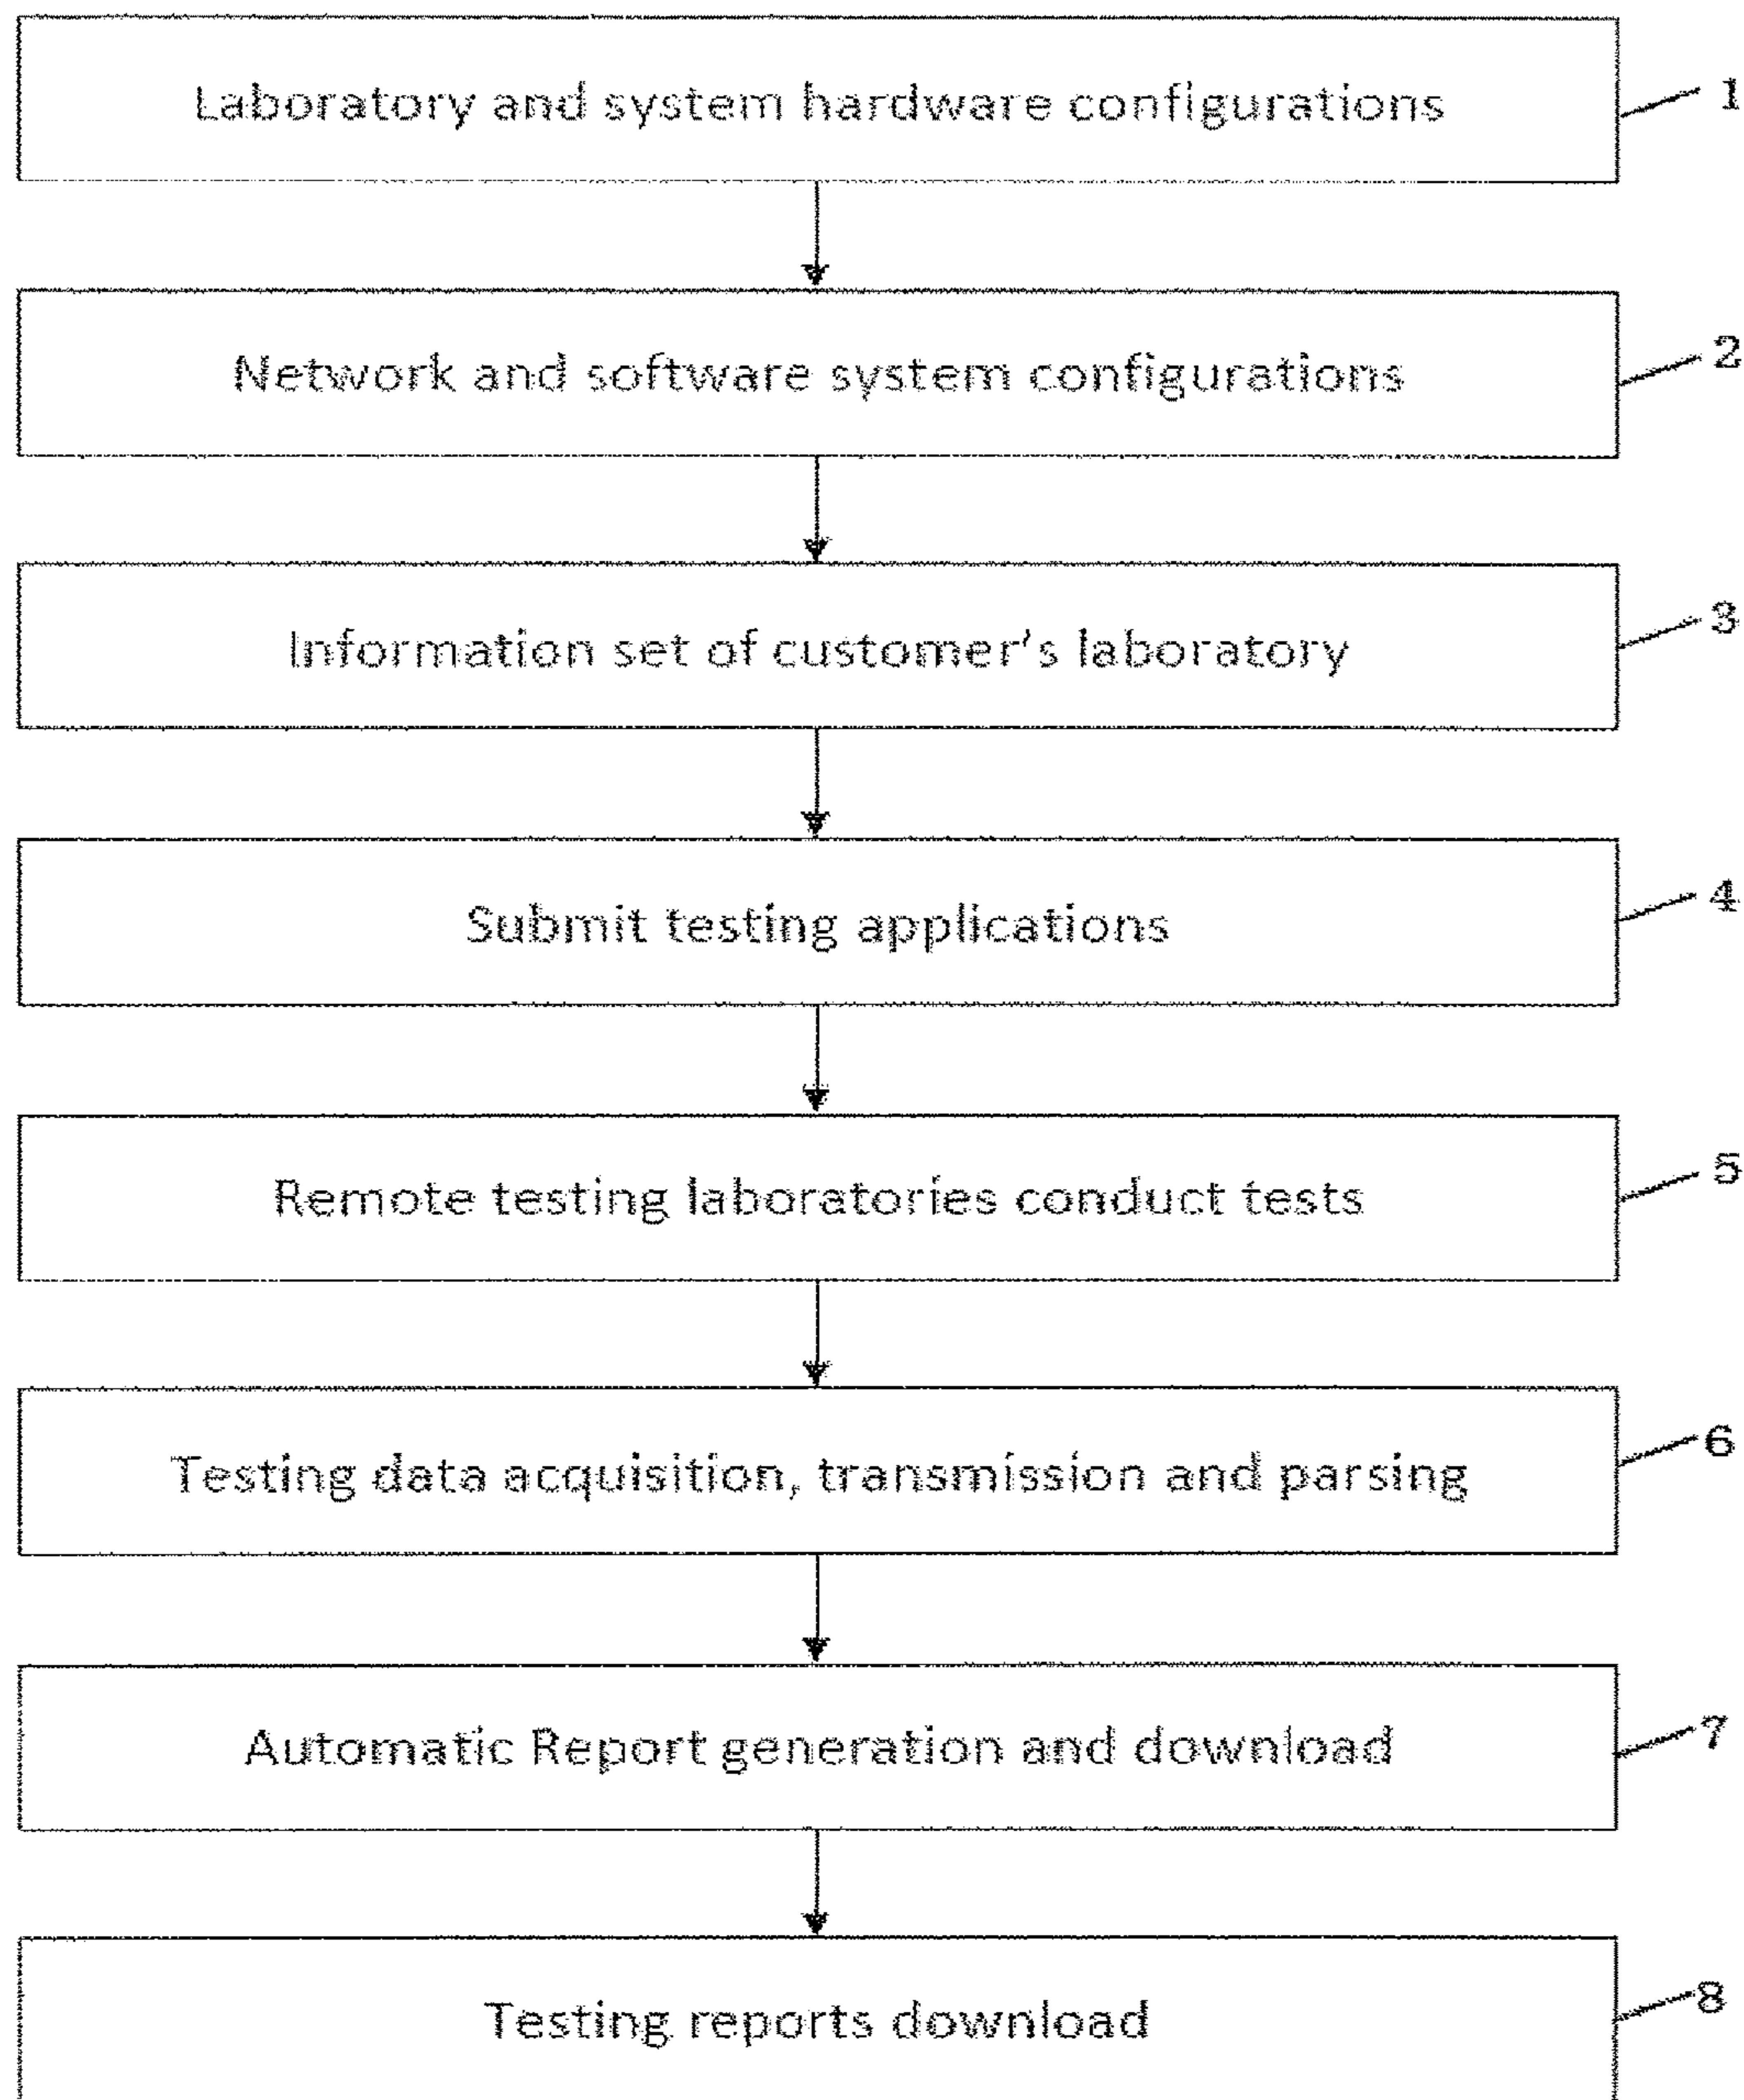 Laboratory and system hardware configurations
1
Network and software system configurations
2
Information set of customer's laboratory
3
Submit testing applications
4
Remote testing laboratories conduct tests
5
Testing data acquisition, transmission and parsing
6
Automatic Report generation and download
7
Testing reports download
8